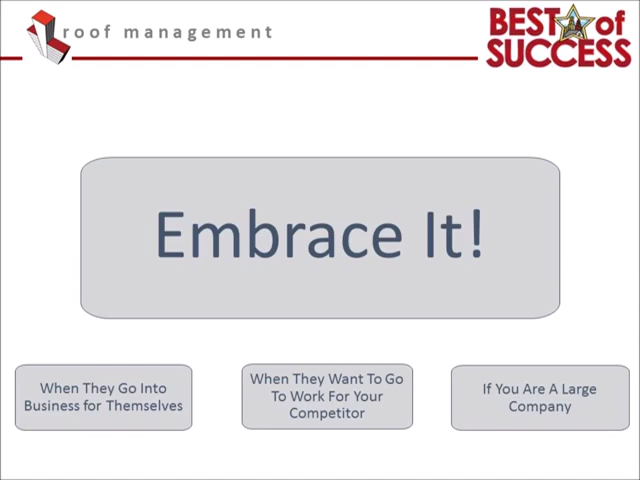 roof management
BEST of
SUCCESS
Embrace It!
When They Go Into
Business for Themselves
When They Want To Go
To Work For Your
Competitor
If You Are A Large
Company